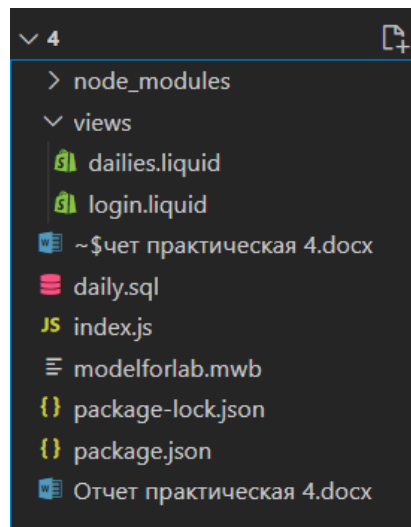 4
node_modules
views
dailies.liquid
login.liquid
~$чет практическая 4.docx
daily.sql
JS index.js
modelforlab.mwb
{} package-lock.json
{} package.json
Отчет практическая 4.docx